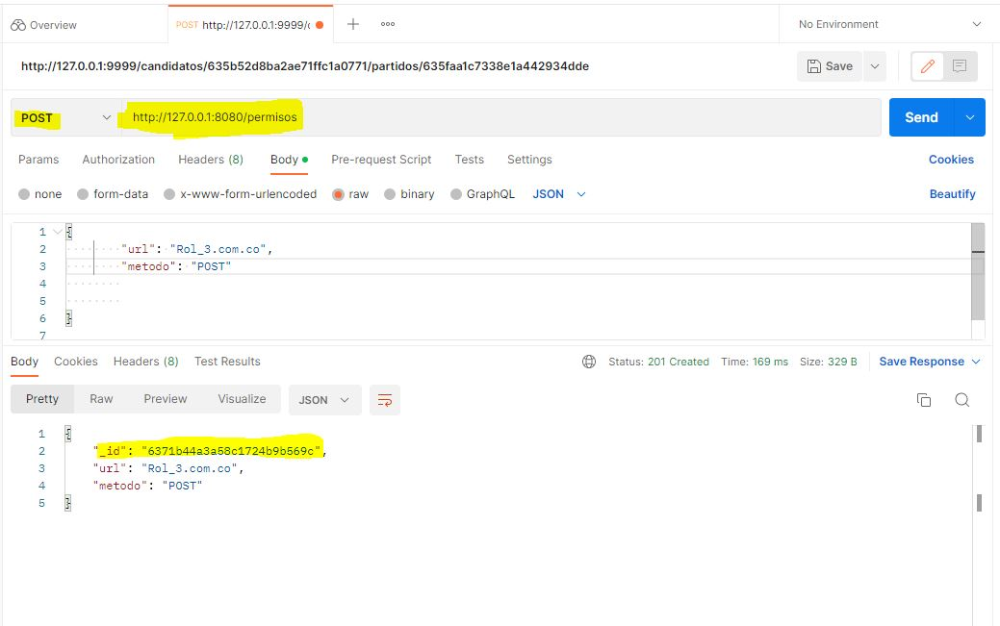 Overview
POST http://127.0.0.1:9999/c
No Environment
http://127.0.0.1:9999/candidatos/635b52d8ba2ae71ffc1a0771/partidos/635faa1c7338e1a442934dde
Save
POST http://127.0.0.1:8080/permisos Send
Params Authorization Headers (8) Body Pre-request Script Tests Settings Cookies
none form-data x-www-form-urlencoded raw binary GraphQL JSON Beautify
1 {
2 "url": "Rol_3.com.co",
3 "metodo": "POST"
4
5
6 }
7
Body Cookies Headers (8) Test Results Status: 201 Created Time: 169 ms Size: 329 B Save Response
Pretty Raw Preview Visualize JSON
1 {
2 "_id": "6371b44a3a58c1724b9b569c",
3 "url": "Rol_3.com.co",
4 "metodo": "POST"
5 }